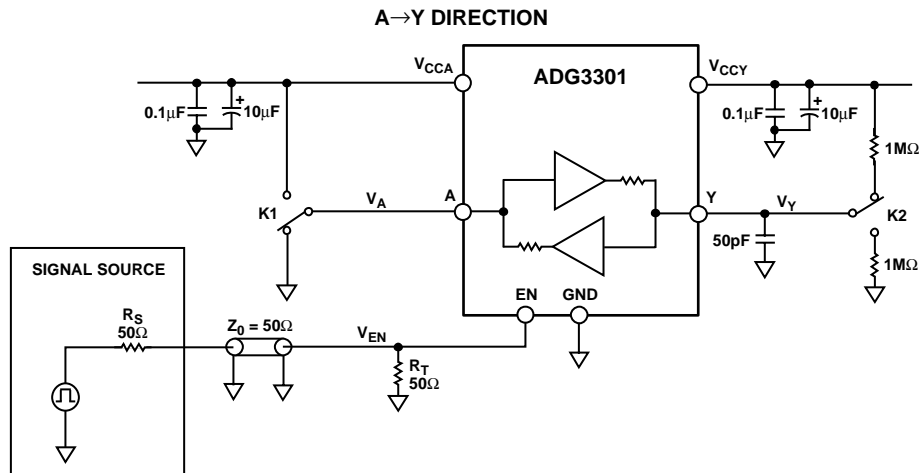 A→Y DIRECTION
V_CCA
ADG3301
V_CCY
0.1μF
10μF
+
0.1μF
10μF
+
1MΩ
K1
V_A
A
Y
V_Y
K2
50pF
1MΩ
SIGNAL SOURCE
EN
GND
R_S
50Ω
Z_0 = 50Ω
V_EN
R_T
50Ω